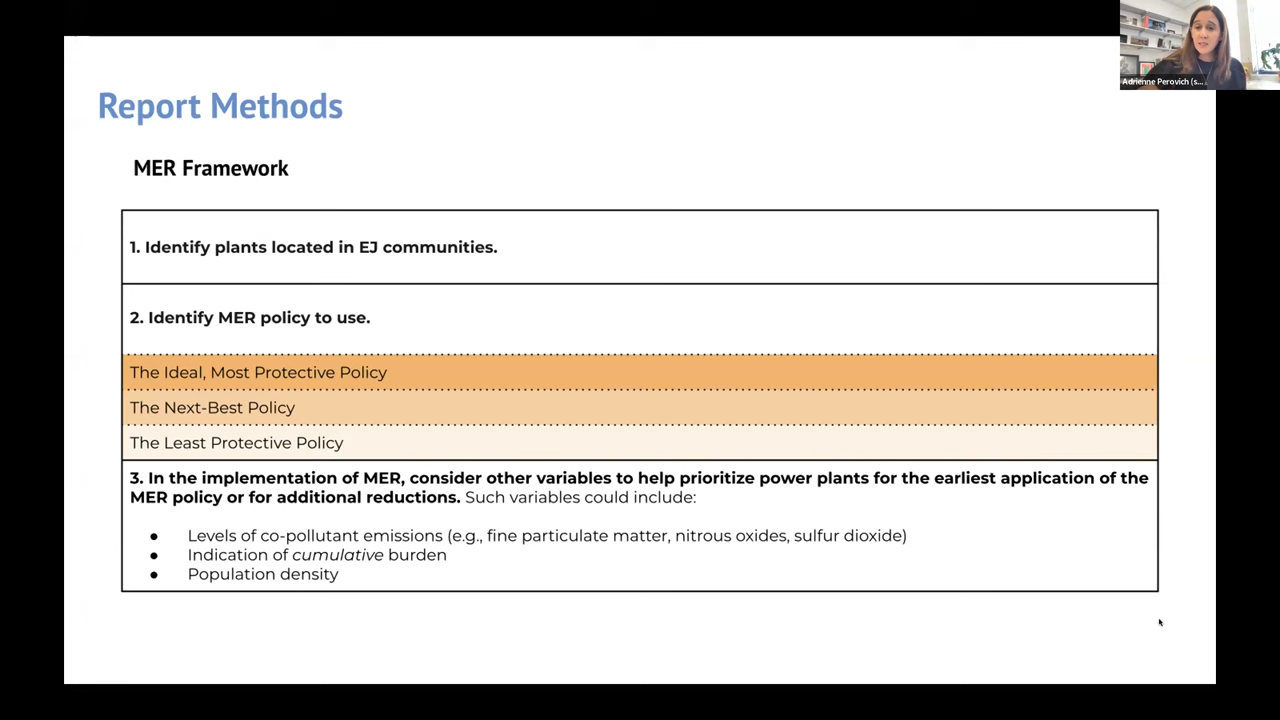 Adrienne Perovich (s...
Report Methods
MER Framework
1. Identify plants located in EJ communities.
2. Identify MER policy to use.
The Ideal, Most Protective Policy
The Next-Best Policy
The Least Protective Policy
3. In the implementation of MER, consider other variables to help prioritize power plants for the earliest application of the
MER policy or for additional reductions. Such variables could include:
● Levels of co-pollutant emissions (e.g., fine particulate matter, nitrous oxides, sulfur dioxide)
● Indication of cumulative burden
● Population density